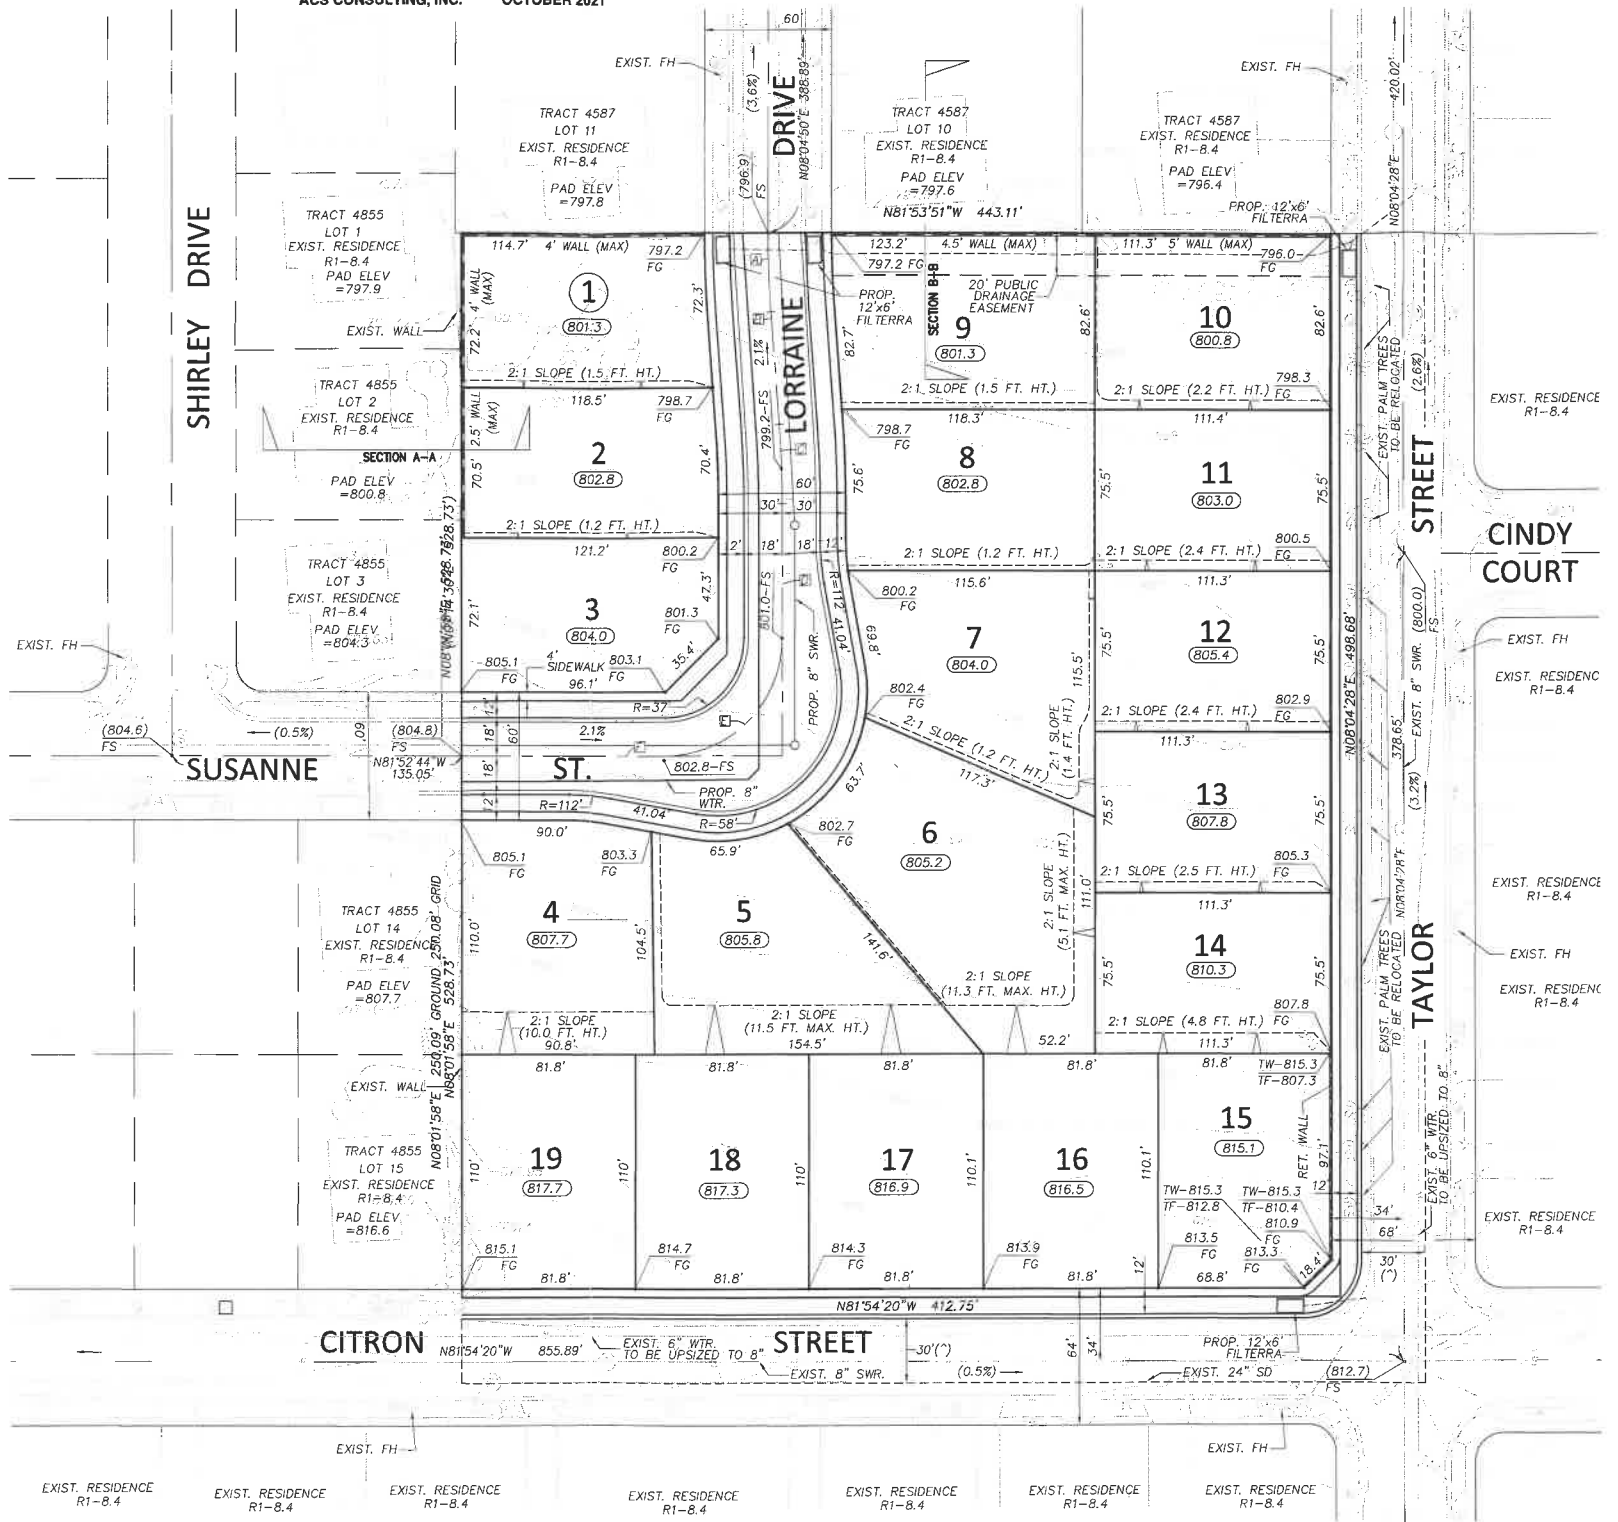 ACS CONSULTING, INC. OCTOBER 2021
60'
EXIST. FH
(3.6%)
DRIVE
N08°04'50"E 388.89'
(796.9)
FS
TRACT 4587
LOT 11
EXIST. RESIDENCE
R1-8.4
PAD ELEV
=797.8
TRACT 4587
LOT 10
EXIST. RESIDENCE
R1-8.4
PAD ELEV
=797.6
N81°53'51"W 443.11'
EXIST. FH
TRACT 4587
EXIST. RESIDENCE
R1-8.4
PAD ELEV
=796.4
PROP. 12'x6'
FILTERRA
N08°04'28"E 420.02'
SHIRLEY DRIVE
TRACT 4855
LOT 1
EXIST. RESIDENCE
R1-8.4
PAD ELEV
=797.9
EXIST. WALL
TRACT 4855
LOT 2
EXIST. RESIDENCE
R1-8.4
SECTION A-A
PAD ELEV
=800.8
TRACT 4855
LOT 3
EXIST. RESIDENCE
R1-8.4
PAD ELEV
=804.3
EXIST. FH
114.7' 4' WALL (MAX)
797.2
FG
4' WALL
(MAX)
72.2'
1
801.3
72.3'
2:1 SLOPE (1.5 FT. HT.)
118.5'
798.7
FG
2.5' WALL
(MAX)
70.5'
2
802.8
70.4'
2:1 SLOPE (1.2 FT. HT.)
121.2'
800.2
FG
72.1'
3
804.0
47.3'
801.3
FG
35.4'
805.1
FG
4'
SIDEWALK
803.1
FG
96.1'
PROP.
12'x6'
FILTERRA
2.1%
LORRAINE
799.2-FS
60'
30' 30'
12' 18' 18' 12'
801.0-FS
R=112'
41.04'
PROP. 8" SWR.
123.2' 4.5' WALL (MAX)
797.2 FG
SECTION B-B
20' PUBLIC
DRAINAGE
EASEMENT
82.7'
9
801.3
82.6'
2:1 SLOPE (1.5 FT. HT.)
118.3'
798.7
FG
75.6'
8
802.8
2:1 SLOPE (1.2 FT. HT.)
115.6'
800.2
FG
69.8'
7
804.0
115.5'
802.4
FG
2:1 SLOPE (1.2 FT. HT.)
117.3'
2:1 SLOPE
(1.4 FT. HT.)
111.3' 5' WALL (MAX)
796.0
FG
10
800.8
82.6'
2:1 SLOPE (2.2 FT. HT.)
798.3
FG
111.4'
75.5'
11
803.0
75.5'
2:1 SLOPE (2.4 FT. HT.)
800.5
FG
111.3'
75.5'
12
805.4
75.5'
2:1 SLOPE (2.4 FT. HT.)
802.9
FG
111.3'
75.5'
13
807.8
75.5'
2:1 SLOPE (2.5 FT. HT.)
805.3
FG
111.3'
75.5'
14
810.3
75.5'
2:1 SLOPE (4.8 FT. HT.)
807.8
FG
111.3'
EXIST. PALM TREES
TO BE RELOCATED
(2.6%)
STREET
EXIST. RESIDENCE
R1-8.4
CINDY
COURT
(800.0)
FS
N08°04'28"E 498.68'
EXIST. 8" SWR.
378.65'
(3.2%)
N08°04'28"E
EXIST. FH
EXIST. RESIDENC
R1-8.4
EXIST. RESIDENCE
R1-8.4
EXIST. FH
EXIST. RESIDENC
R1-8.4
TAYLOR
EXIST. PALM TREES
TO BE RELOCATED
(804.6)
FS
(0.5%)
60'
SUSANNE
(804.8)
FS
N81°52'44"W
135.05'
12'
18'
60'
18'
12'
2.1%
ST.
R=37'
802.8-FS
PROP. 8"
WTR.
R=112'
41.04'
R=58'
63.7'
90.0'
805.1
FG
803.3
FG
65.9'
802.7
FG
6
805.2
2:1 SLOPE
(5.1 FT. MAX. HT.)
111.0'
110.0'
4
807.7
104.5'
5
805.8
141.6'
2:1 SLOPE
(10.0 FT. HT.)
90.8'
2:1 SLOPE
(11.5 FT. MAX. HT.)
154.5'
2:1 SLOPE
(11.3 FT. MAX. HT.)
52.2'
TRACT 4855
LOT 14
EXIST. RESIDENCE
R1-8.4
PAD ELEV
=807.7
N08°01'58"E 250.09' GROUND 250.08' GRID
N08°01'58"E 528.73'
EXIST. WALL
TRACT 4855
LOT 15
EXIST. RESIDENCE
R1-8.4
PAD ELEV
=816.6
81.8' 81.8' 81.8' 81.8'
TW-815.3
TF-807.3
110'
19
817.7
110'
18
817.3
110'
17
816.9
110.1'
16
816.5
110.1'
15
815.1
RET. WALL
97.1'
12'
TW-815.3
TF-812.8
TW-815.3
TF-810.4
810.9
FG
815.1
FG
814.7
FG
814.3
FG
813.9
FG
813.5
FG
813.3
FG
81.8' 81.8' 81.8' 81.8' 68.8'
12'
18.4'
34'
68'
30'
(^)
EXIST. 6" WTR.
TO BE UPSIZED TO 8"
EXIST. RESIDENCE
R1-8.4
N81°54'20"W 412.75'
CITRON STREET
N81°54'20"W 855.89'
EXIST. 6" WTR.
TO BE UPSIZED TO 8"
EXIST. 8" SWR.
30'(^)
(0.5%)
64'
34'
PROP. 12'x6'
FILTERRA
EXIST. 24" SD
(812.7)
FS
EXIST. FH
EXIST. FH
EXIST. RESIDENCE
R1-8.4
EXIST. RESIDENCE
R1-8.4
EXIST. RESIDENCE
R1-8.4
EXIST. RESIDENCE
R1-8.4
EXIST. RESIDENCE
R1-8.4
EXIST. RESIDENCE
R1-8.4
EXIST. RESIDENCE
R1-8.4